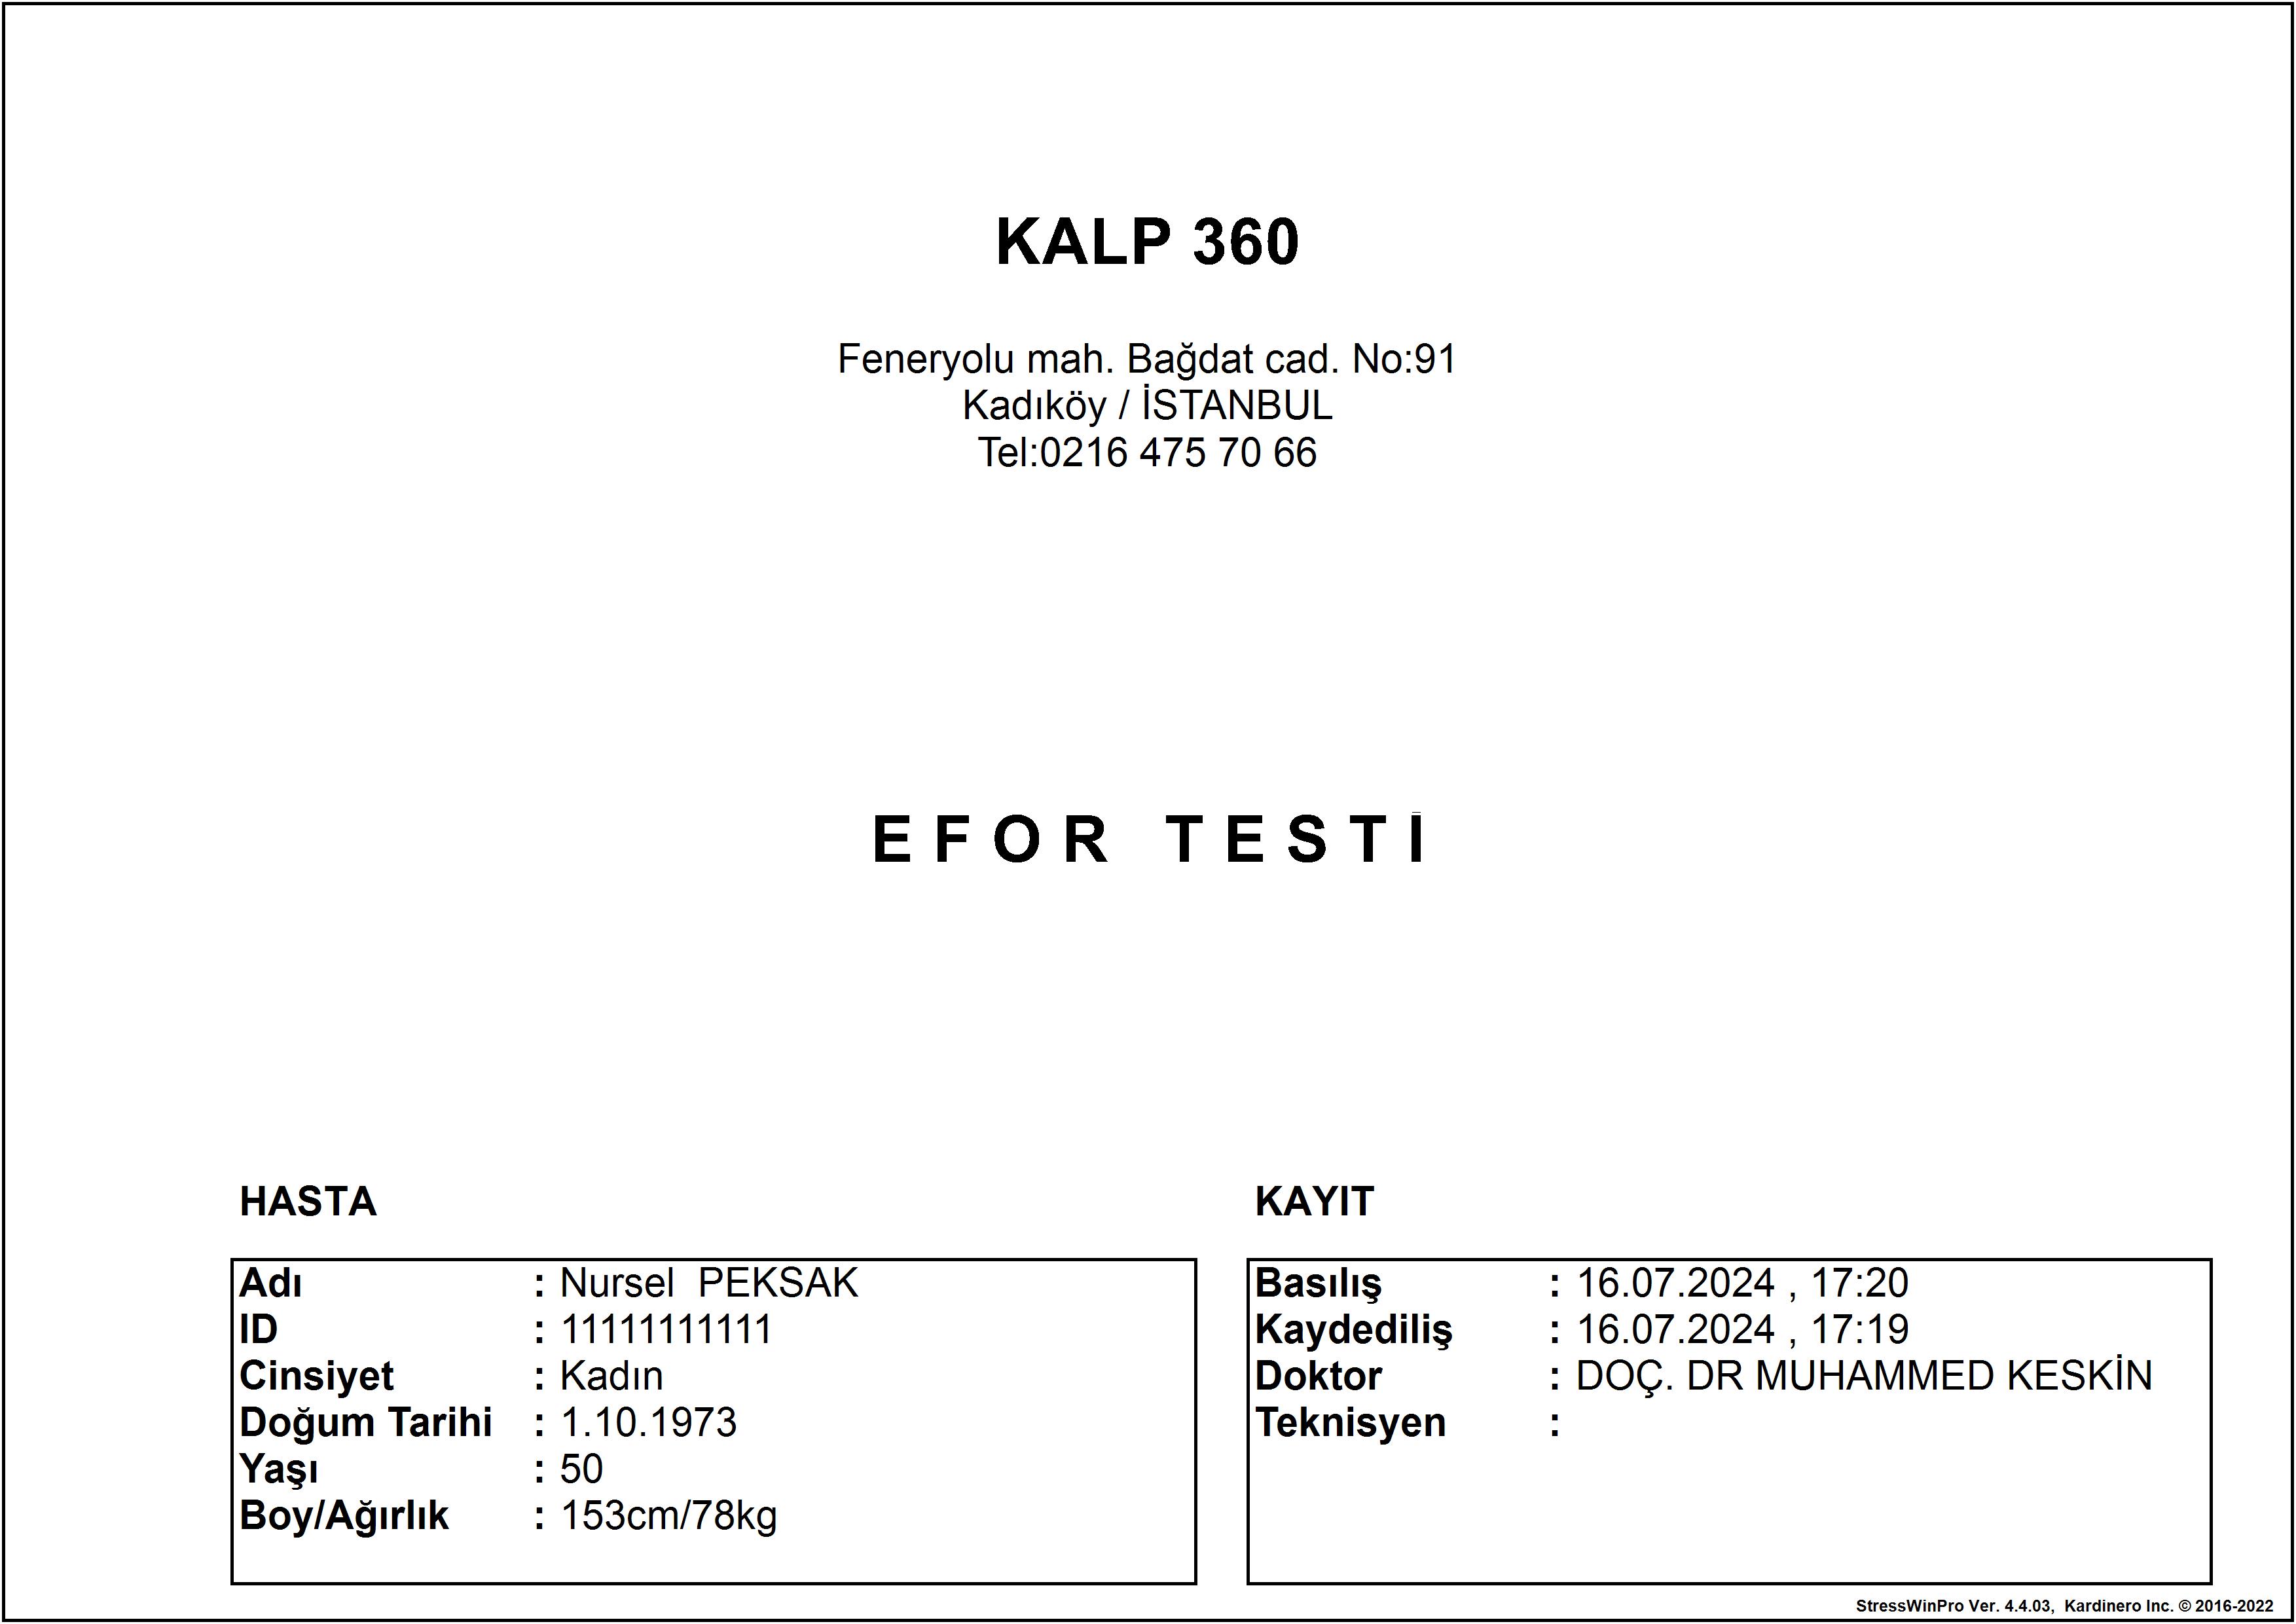 KALP 360
Feneryolu mah. Bağdat cad. No:91
Kadıköy / İSTANBUL
Tel:0216 475 70 66
EFOR TESTİ
HASTA
Adı : Nursel PEKSAK
ID : 11111111111
Cinsiyet : Kadın
Doğum Tarihi : 1.10.1973
Yaşı : 50
Boy/Ağırlık : 153cm/78kg
KAYIT
Basılış : 16.07.2024 , 17:20
Kaydediliş : 16.07.2024 , 17:19
Doktor : DOÇ. DR MUHAMMED KESKİN
Teknisyen :
StressWinPro Ver. 4.4.03, Kardinero Inc. © 2016-2022